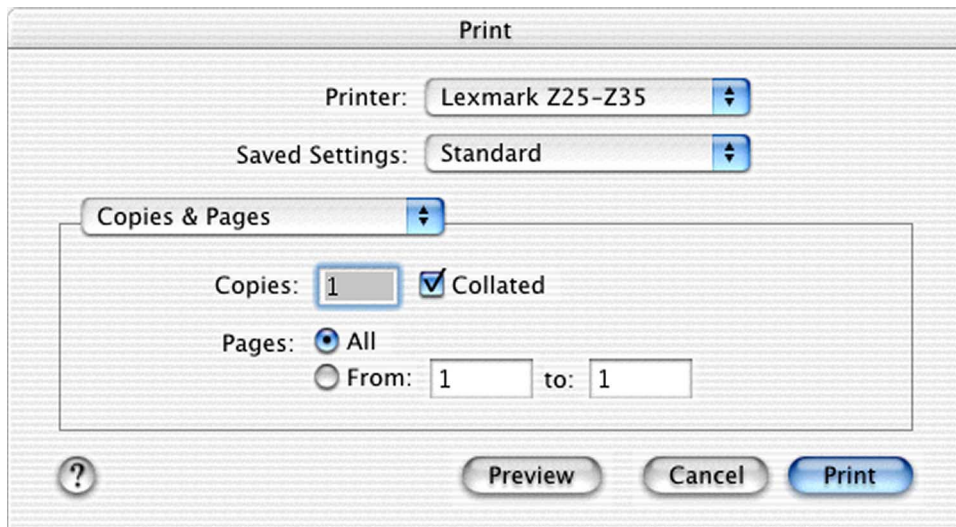 Print
Printer: Lexmark Z25-Z35
Saved Settings: Standard
Copies & Pages
Copies: 1 Collated
Pages: All
From: 1 to: 1
? Preview Cancel Print